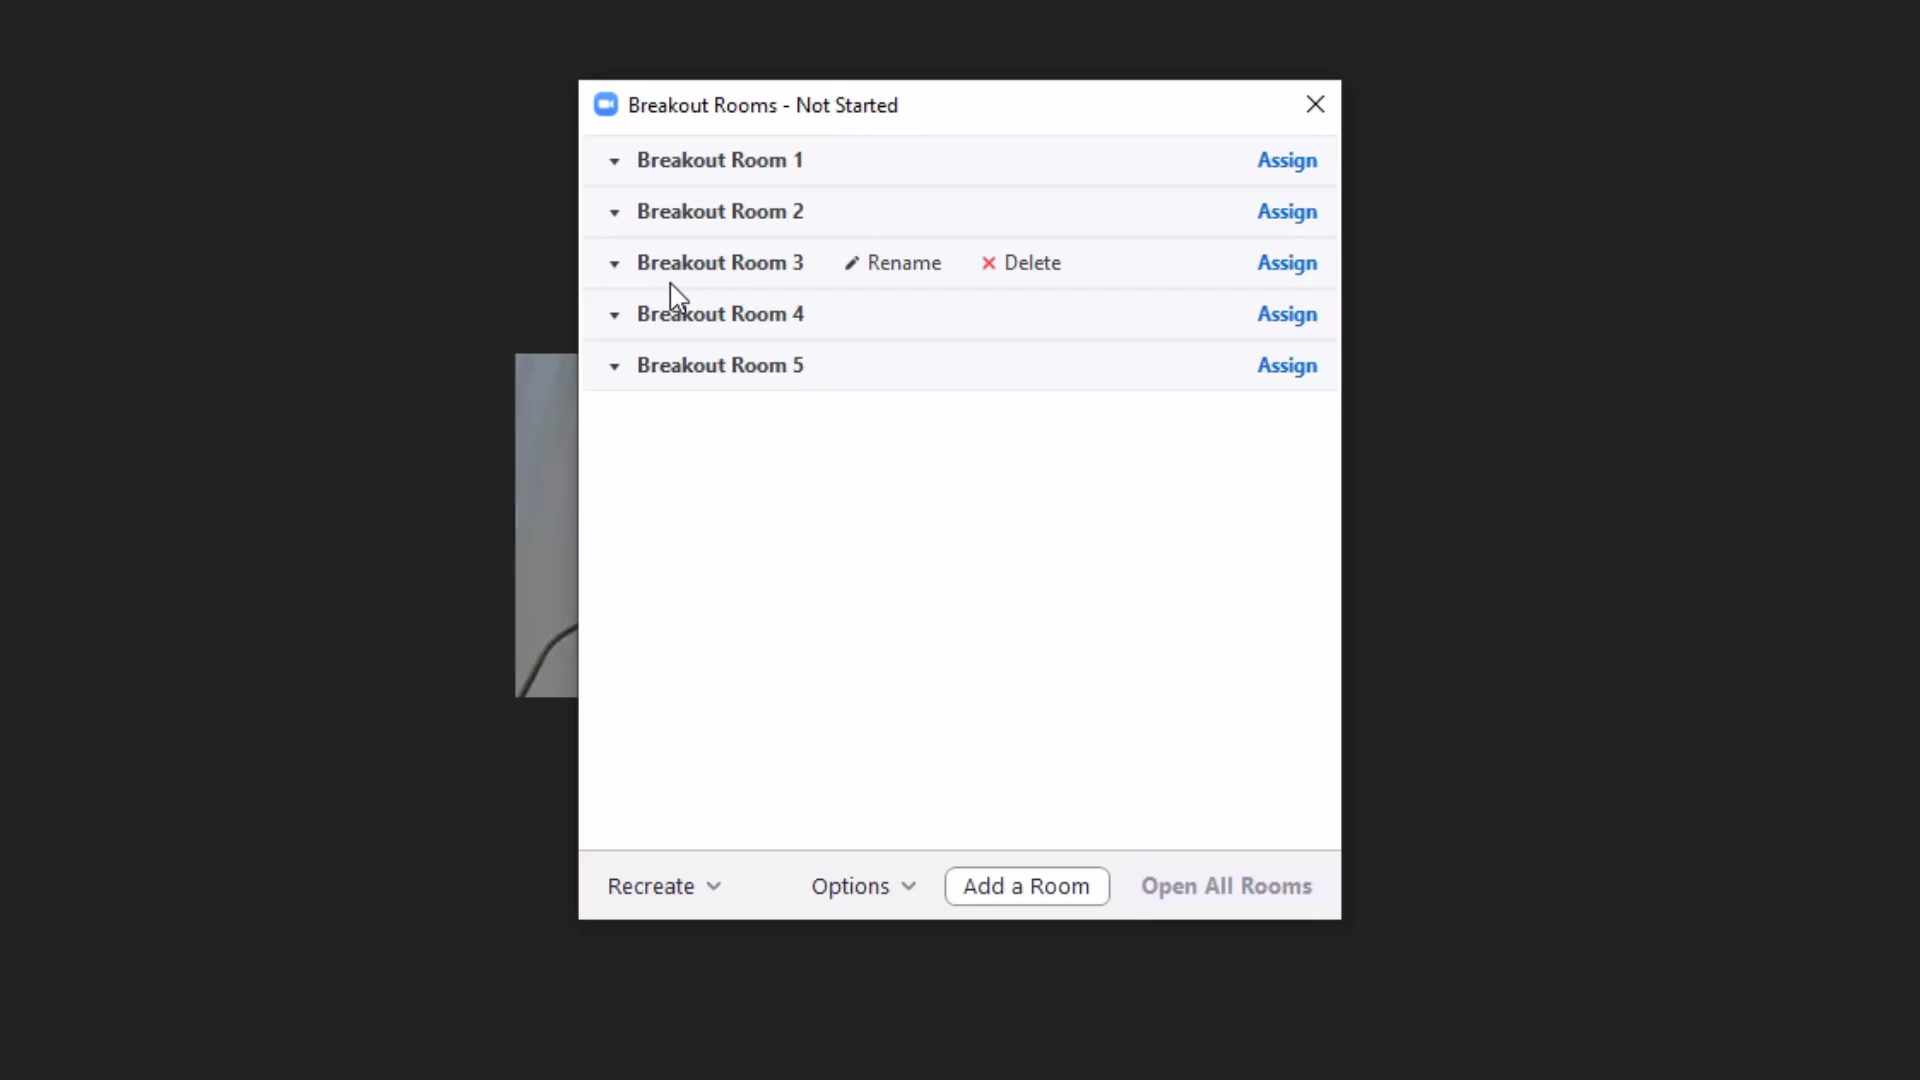 Breakout Rooms - Not Started
Breakout Room 1 Assign
Breakout Room 2 Assign
Breakout Room 3 Rename Delete Assign
Breakout Room 4 Assign
Breakout Room 5 Assign
Recreate Options Add a Room Open All Rooms